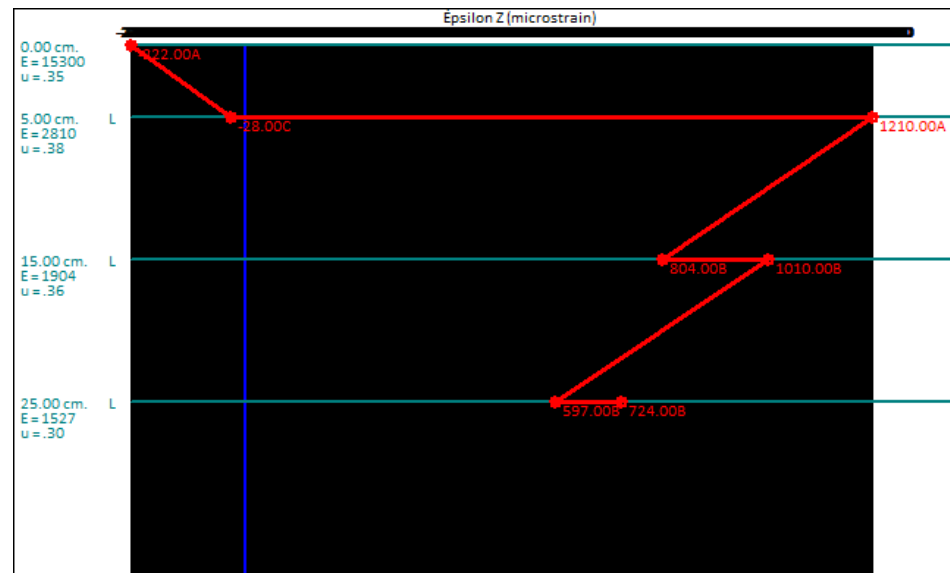 Épsilon Z (microstrain)
0.00 cm.
E=15300
u=.35
-222.00A
5.00 cm. L
E=2810
u=.38
-28.00C
1210.00A
15.00 cm. L
E=1904
u=.36
804.00B
1010.00B
25.00 cm. L
E=1527
u=.30
597.00B
724.00B